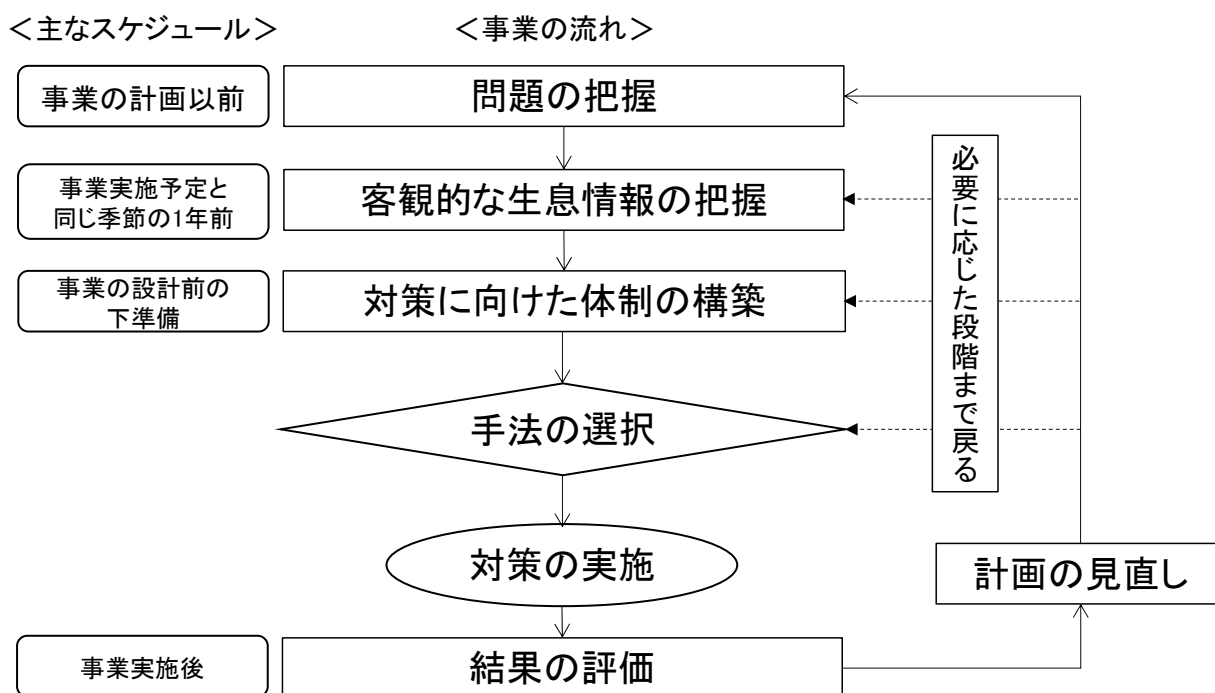 ＜主なスケジュール＞
＜事業の流れ＞
事業の計画以前
問題の把握
事業実施予定と
同じ季節の1年前
客観的な生息情報の把握
事業の設計前の
下準備
対策に向けた体制の構築
必要に応じた段階まで戻る
手法の選択
対策の実施
計画の見直し
事業実施後
結果の評価